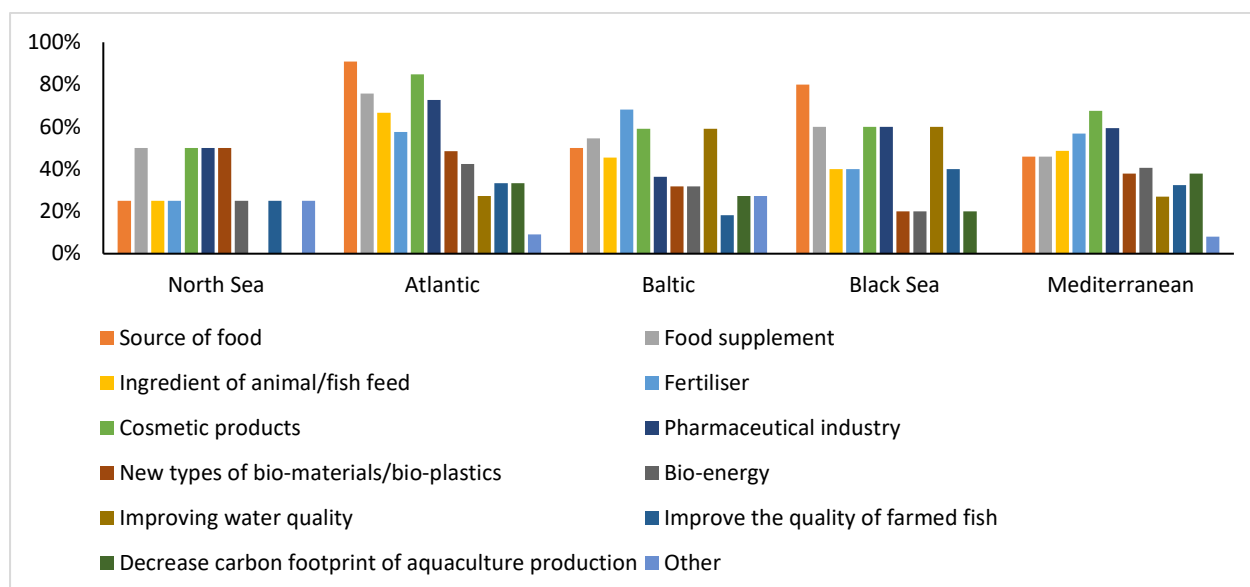 100%
80%
60%
40%
20%
0%
North Sea Atlantic Baltic Black Sea Mediterranean
Source of food Food supplement
Ingredient of animal/fish feed Fertiliser
Cosmetic products Pharmaceutical industry
New types of bio-materials/bio-plastics Bio-energy
Improving water quality Improve the quality of farmed fish
Decrease carbon footprint of aquaculture production Other